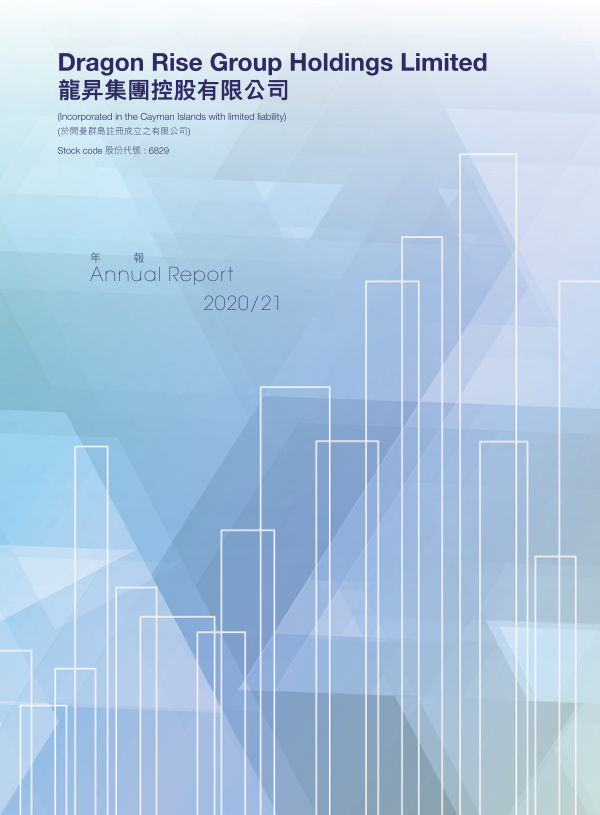 Dragon Rise Group Holdings Limited
龍昇集團控股有限公司
(Incorporated in the Cayman Islands with limited liability)
(於開曼群島註冊成立之有限公司)
Stock code 股份代號 : 6829
年 報
Annual Report
2020/21